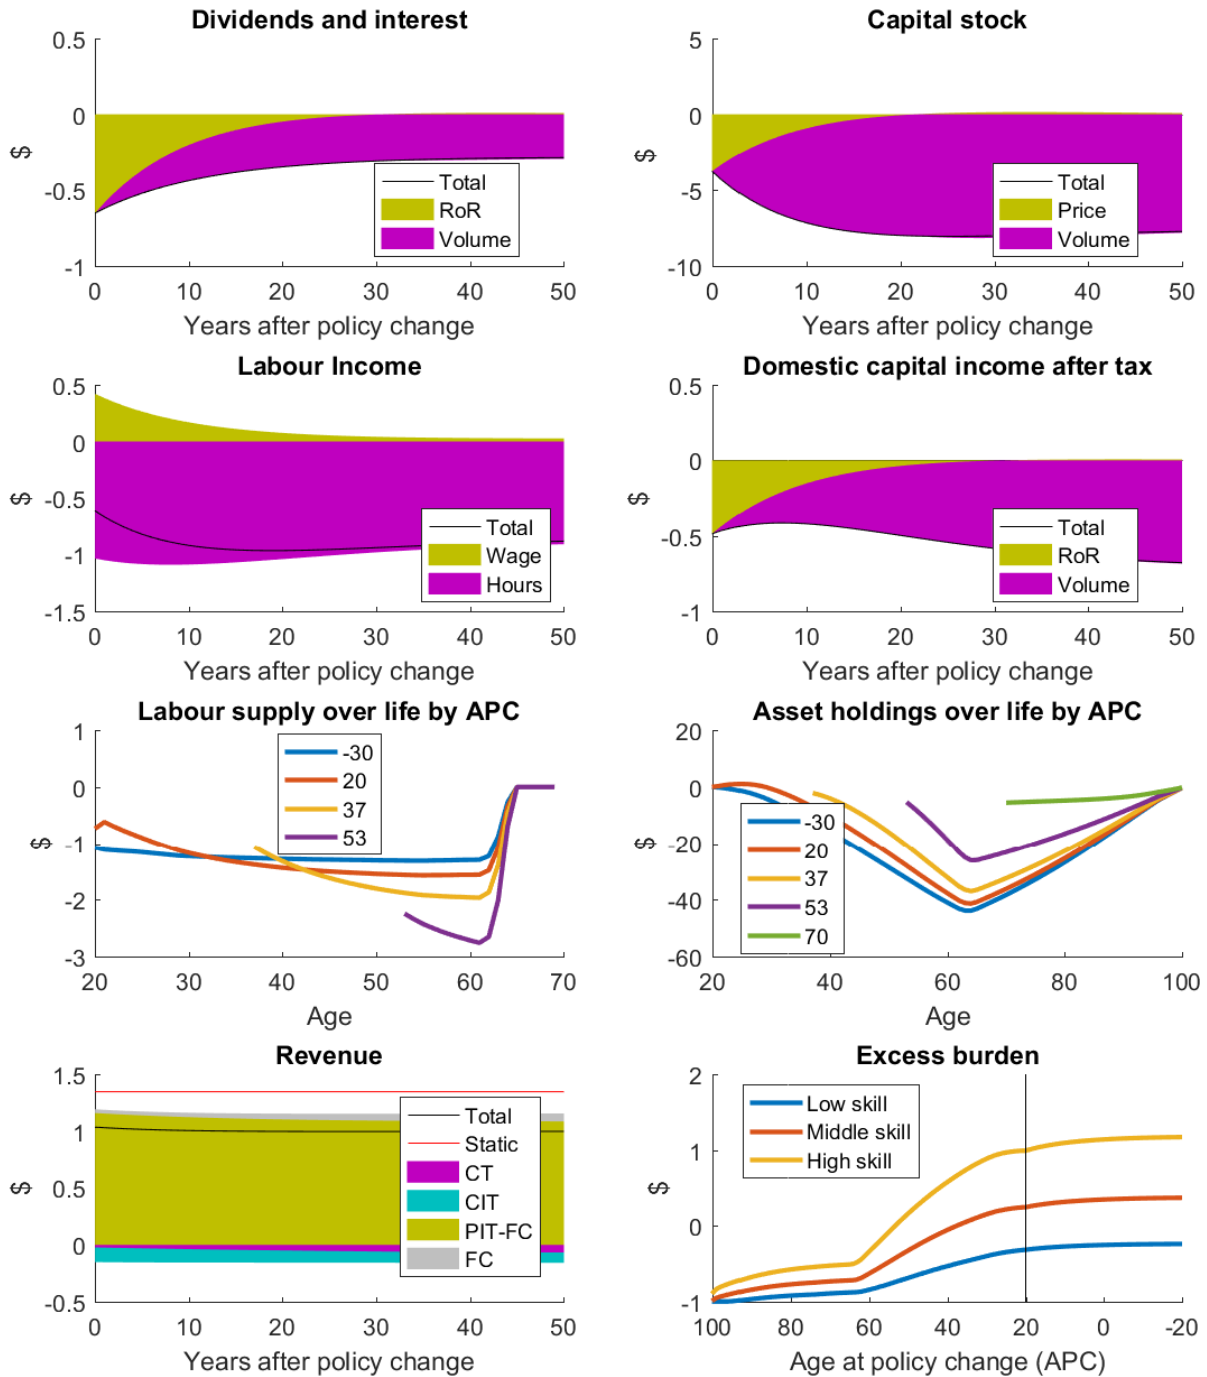 Dividends and interest
0.5
0
-0.5
-1
$
Total
RoR
Volume
0 10 20 30 40 50
Years after policy change
Capital stock
5
0
-5
-10
$
Total
Price
Volume
0 10 20 30 40 50
Years after policy change
Labour Income
0.5
0
-0.5
-1
-1.5
$
Total
Wage
Hours
0 10 20 30 40 50
Years after policy change
Domestic capital income after tax
0.5
0
-0.5
-1
$
Total
RoR
Volume
0 10 20 30 40 50
Years after policy change
Labour supply over life by APC
1
0
-1
-2
-3
$
-30
20
37
53
20 30 40 50 60 70
Age
Asset holdings over life by APC
20
0
-20
-40
-60
$
-30
20
37
53
70
20 40 60 80 100
Age
Revenue
1.5
1
0.5
0
-0.5
$
Total
Static
CT
CIT
PIT-FC
FC
0 10 20 30 40 50
Years after policy change
Excess burden
2
1
0
-1
$
Low skill
Middle skill
High skill
100 80 60 40 20 0 -20
Age at policy change (APC)